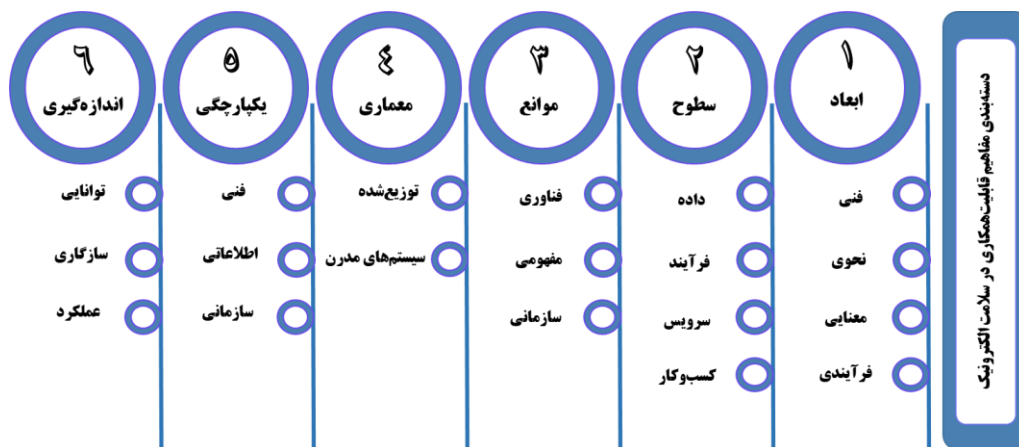 دسته‌بندی مفاهیم قابلیت‌همکاری در سلامت الکترونیک
۱
ابعاد
فنی
نحوی
معنایی
فرآیندی
۲
سطوح
داده
فرآیند
سرویس
کسب‌وکار
۳
موانع
فناوری
مفهومی
سازمانی
٤
معماری
توزیع‌شده
سیستم‌های مدرن
۵
یکپارچگی
فنی
اطلاعاتی
سازمانی
٦
اندازه‌گیری
توانایی
سازگاری
عملکرد